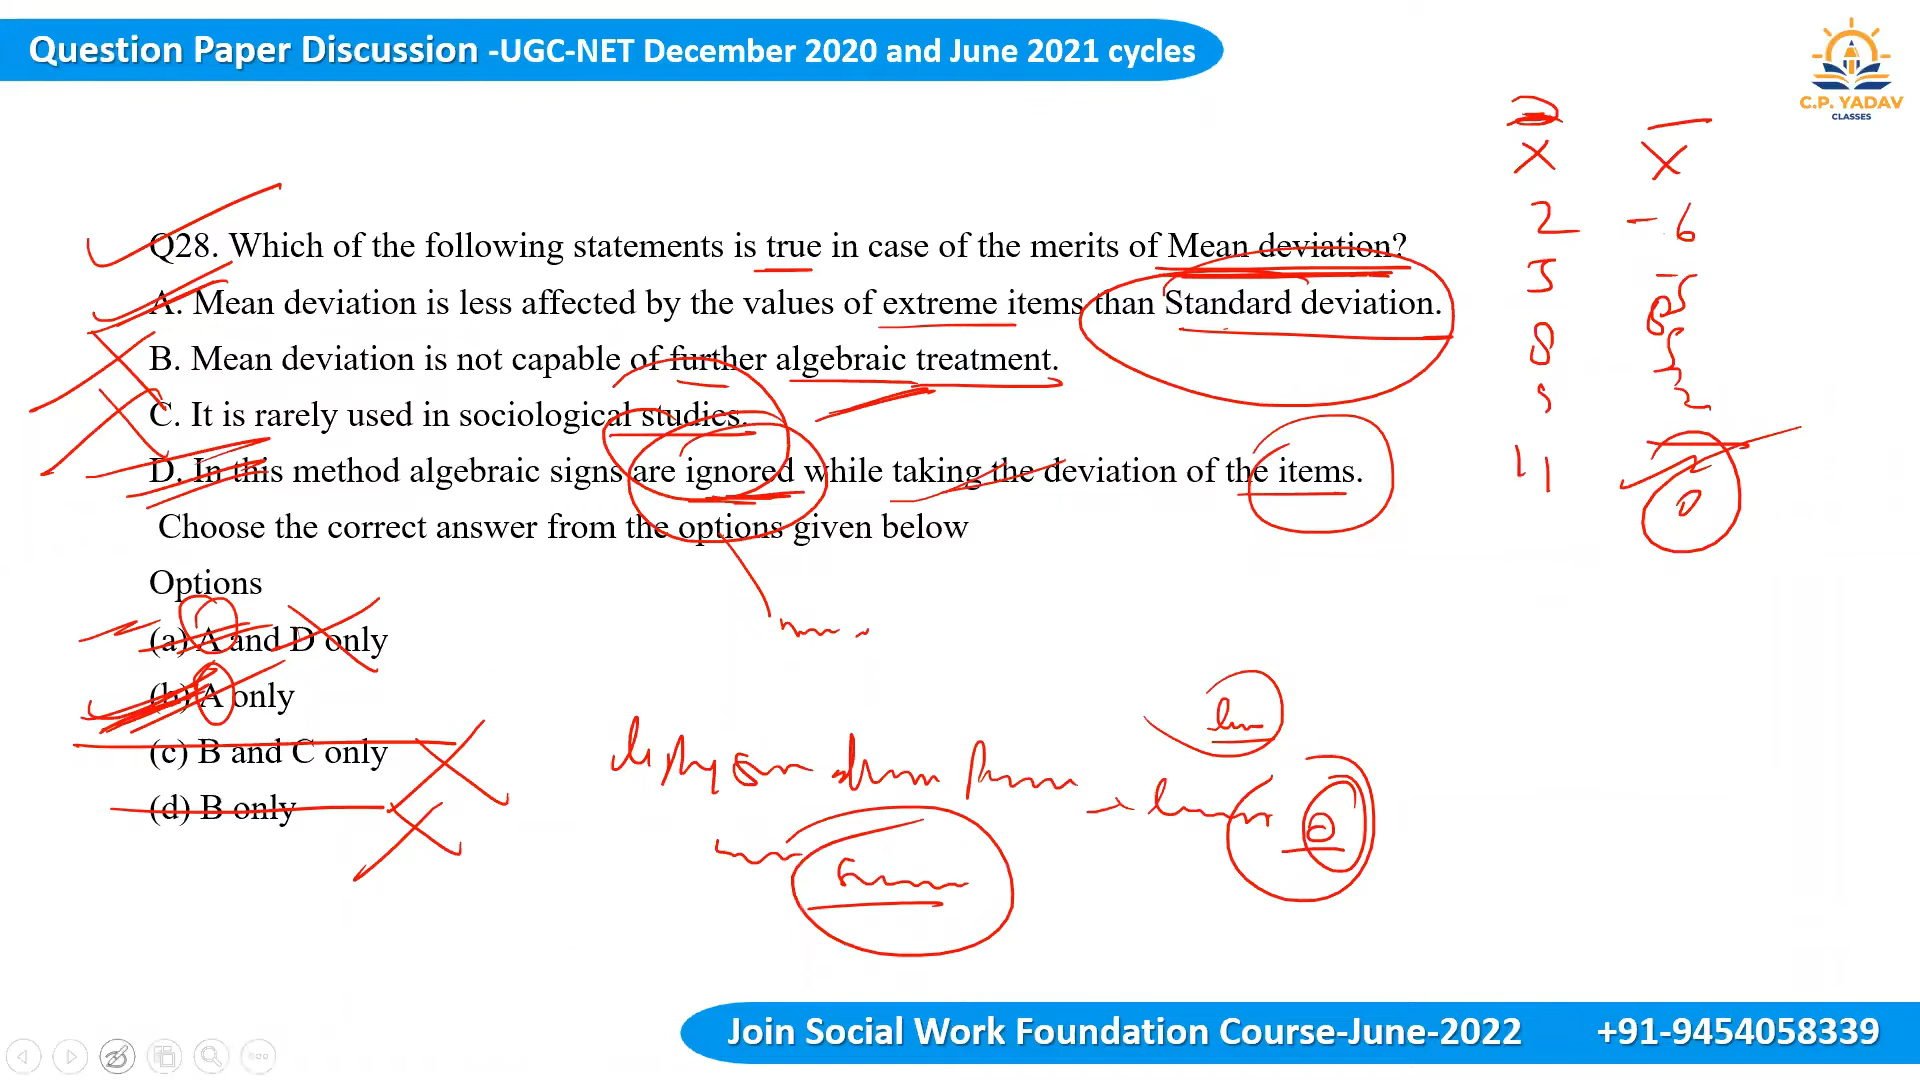 Question Paper Discussion -UGC-NET December 2020 and June 2021 cycles
C.P. YADAV
CLASSES
X X
2 -6
8
Q28. Which of the following statements is true in case of the merits of Mean deviation?
A. Mean deviation is less affected by the values of extreme items than Standard deviation.
B. Mean deviation is not capable of further algebraic treatment.
C. It is rarely used in sociological studies.
D. In this method algebraic signs are ignored while taking the deviation of the items.
11
0
Choose the correct answer from the options given below
Options
(a) A and D only
(b) A only
(c) B and C only
(d) B only
Join Social Work Foundation Course-June-2022 +91-9454058339